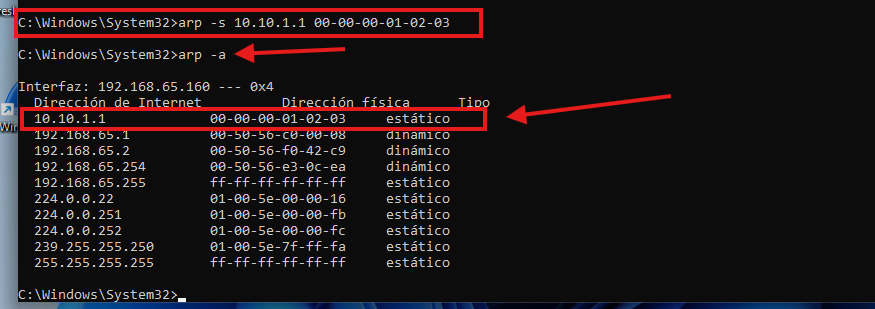 C:\Windows\System32>arp -s 10.10.1.1 00-00-00-01-02-03
C:\Windows\System32>arp -a
Interfaz: 192.168.65.160 --- 0x4
Dirección de Internet Dirección física Tipo
10.10.1.1 00-00-00-01-02-03 estático
192.168.65.1 00-50-56-c0-00-08 dinámico
192.168.65.2 00-50-56-f0-42-c9 dinámico
192.168.65.254 00-50-56-e3-0c-ea dinámico
192.168.65.255 ff-ff-ff-ff-ff-ff estático
224.0.0.22 01-00-5e-00-00-16 estático
224.0.0.251 01-00-5e-00-00-fb estático
224.0.0.252 01-00-5e-00-00-fc estático
239.255.255.250 01-00-5e-7f-ff-fa estático
255.255.255.255 ff-ff-ff-ff-ff-ff estático
C:\Windows\System32>